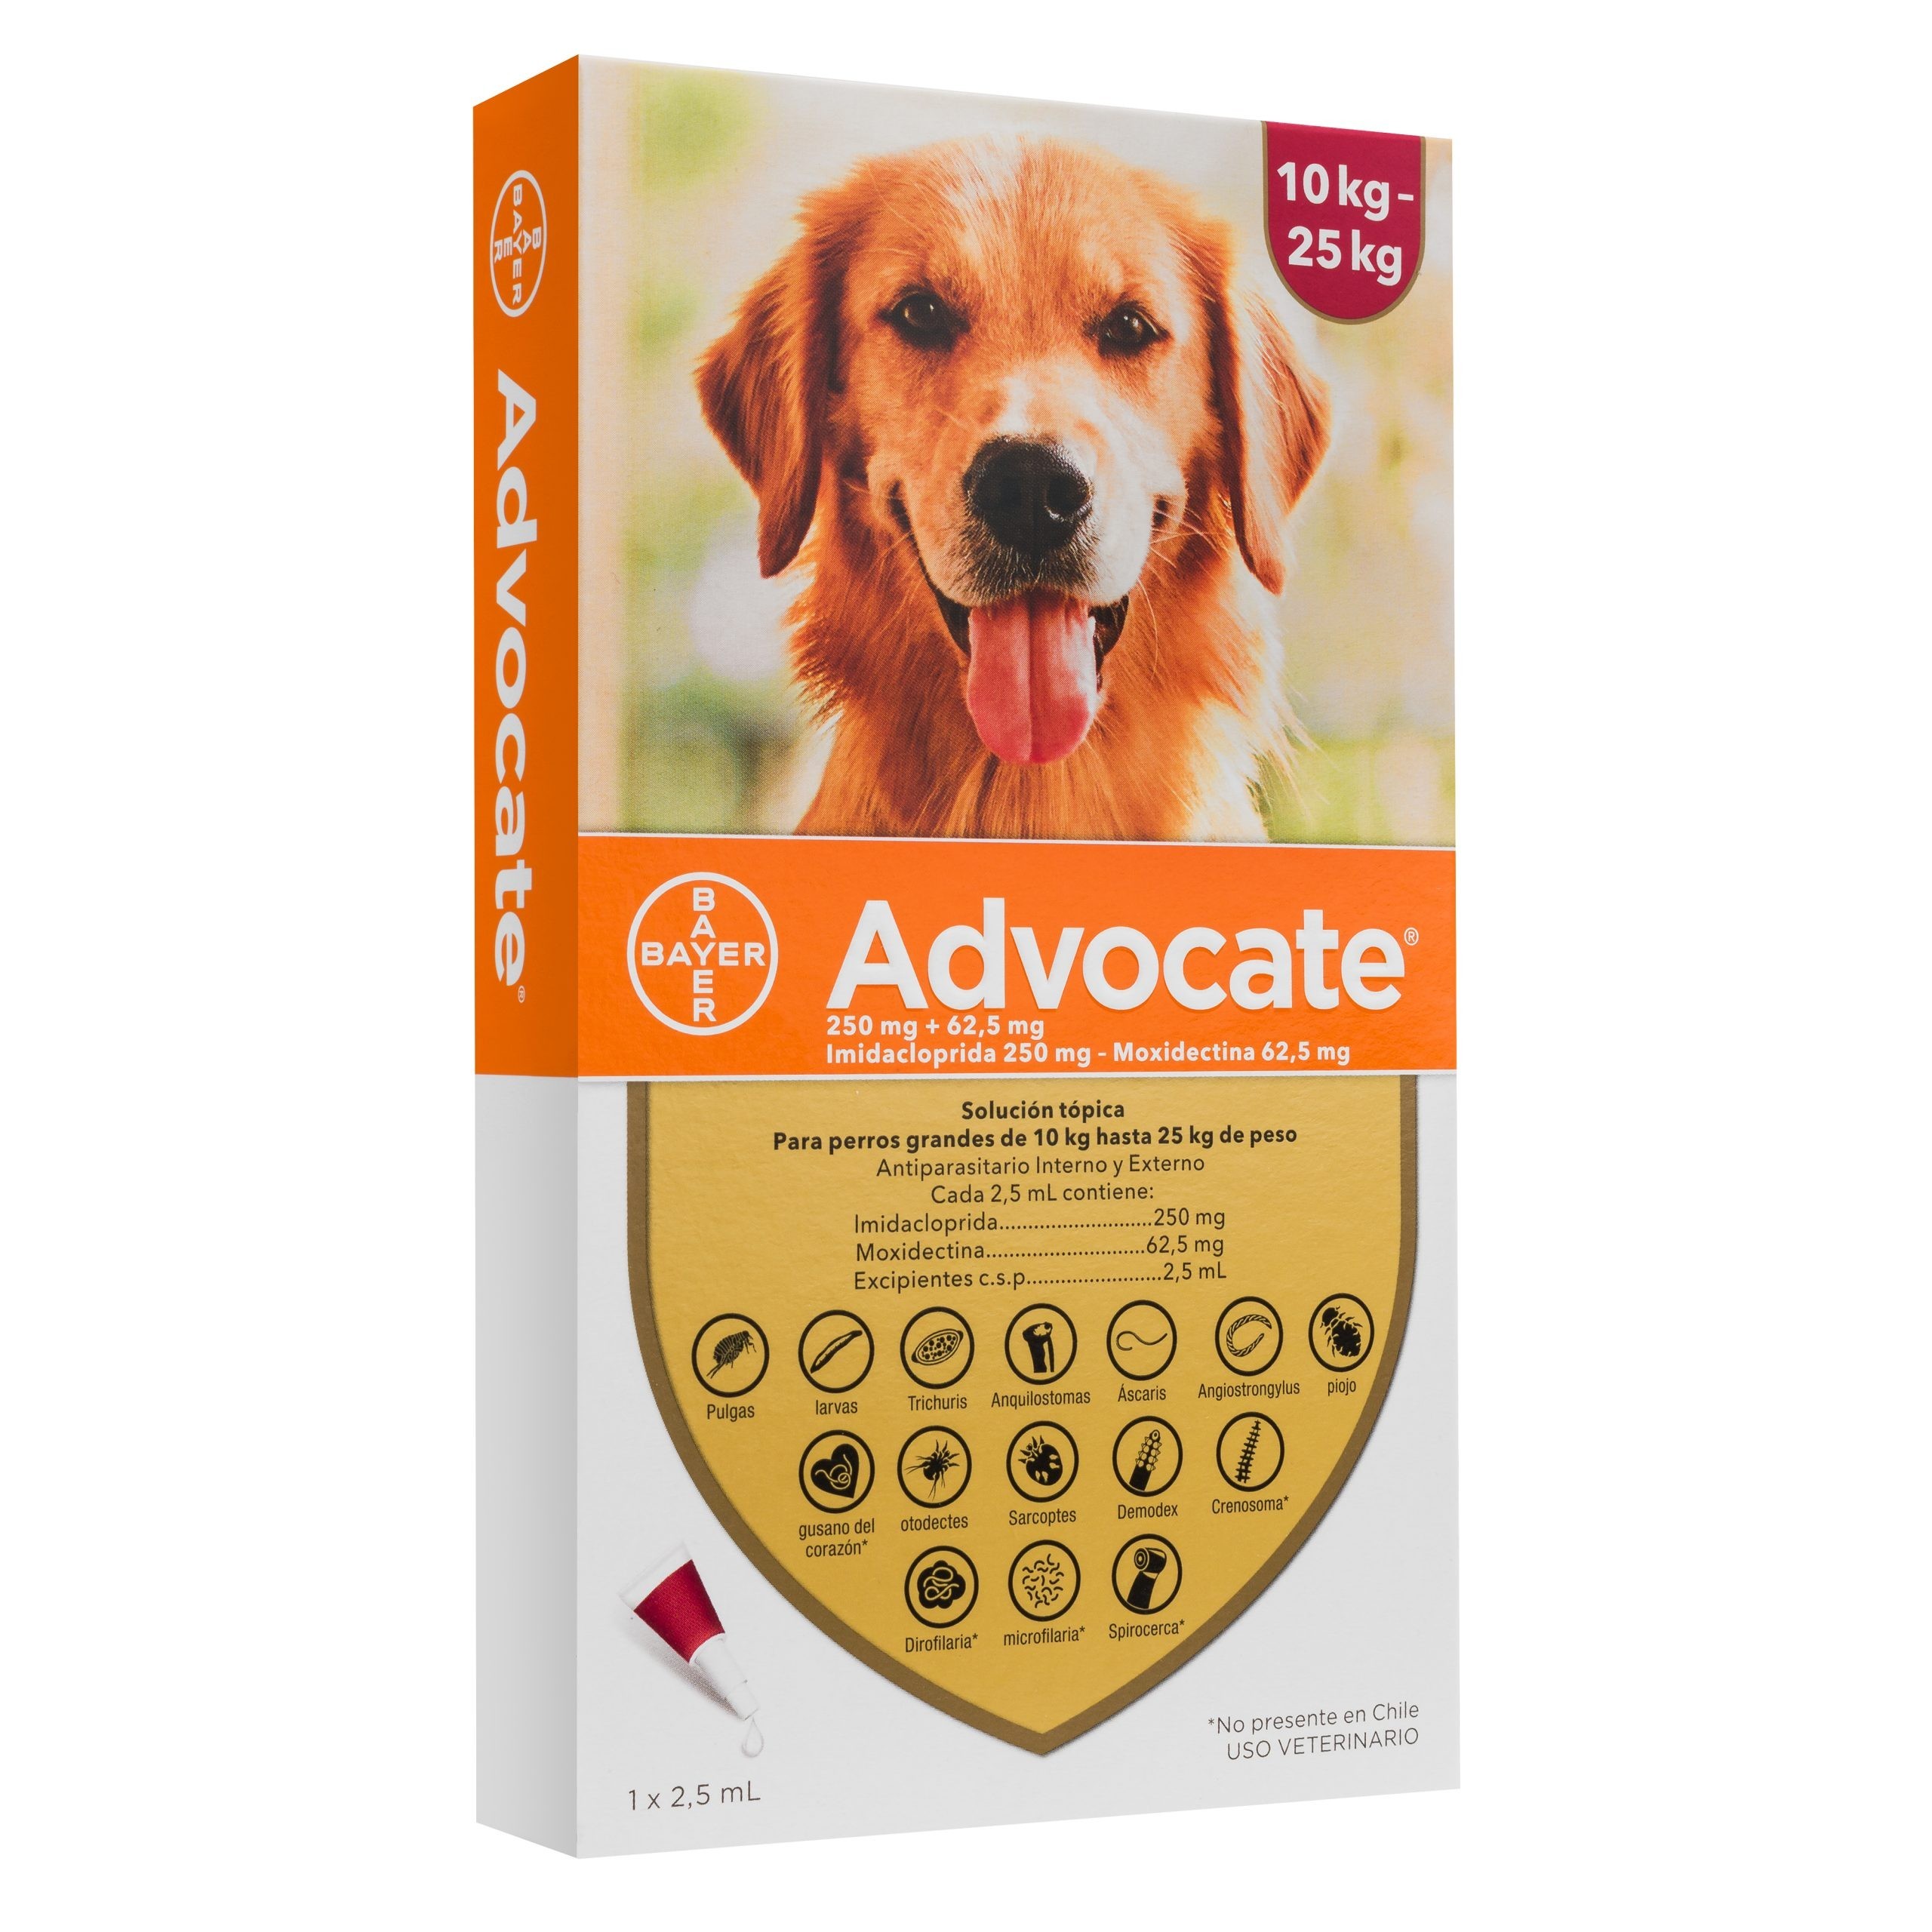 BAYER
BAYER
Advocate®
10 kg-
25 kg
BAYER
BAYER
Advocate®
250 mg + 62,5 mg
Imidacloprida 250 mg - Moxidectina 62,5 mg
Solución tópica
Para perros grandes de 10 kg hasta 25 kg de peso
Antiparasitario Interno y Externo
Cada 2,5 mL contiene:
Imidacloprida...........................250 mg
Moxidectina............................62,5 mg
Excipientes c.s.p........................2,5 mL
Pulgas larvas Trichuris Anquilostomas Áscaris Angiostrongylus piojo
gusano del
corazón* otodectes Sarcoptes Demodex Crenosoma*
Dirofilaria* microfilaria* Spirocerca*
*No presente en Chile
USO VETERINARIO
1 x 2,5 mL